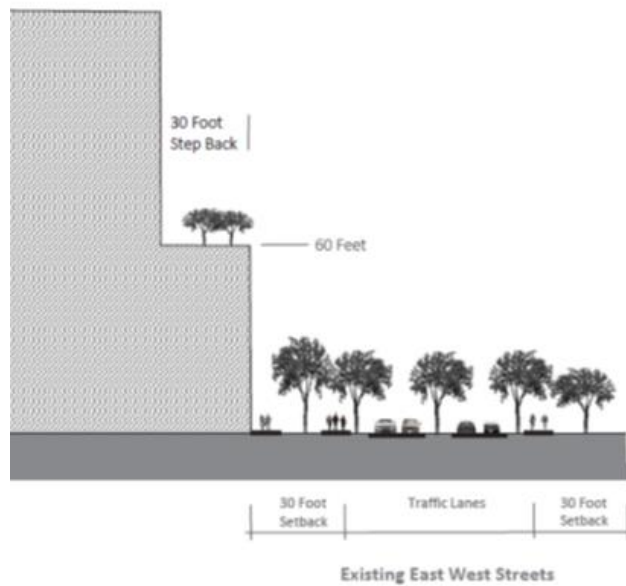 30 Foot
Step Back
60 Feet
30 Foot
Setback
Traffic Lanes
30 Foot
Setback
Existing East West Streets